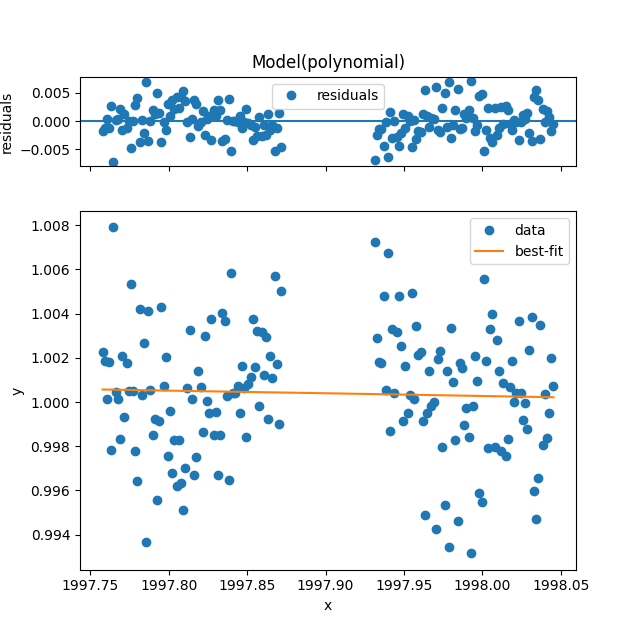 Model(polynomial)
0.005
0.000
−0.005
residuals
residuals
1.008
1.006
1.004
1.002
1.000
0.998
0.996
0.994
y
data
best-fit
1997.75 1997.80 1997.85 1997.90 1997.95 1998.00 1998.05
x